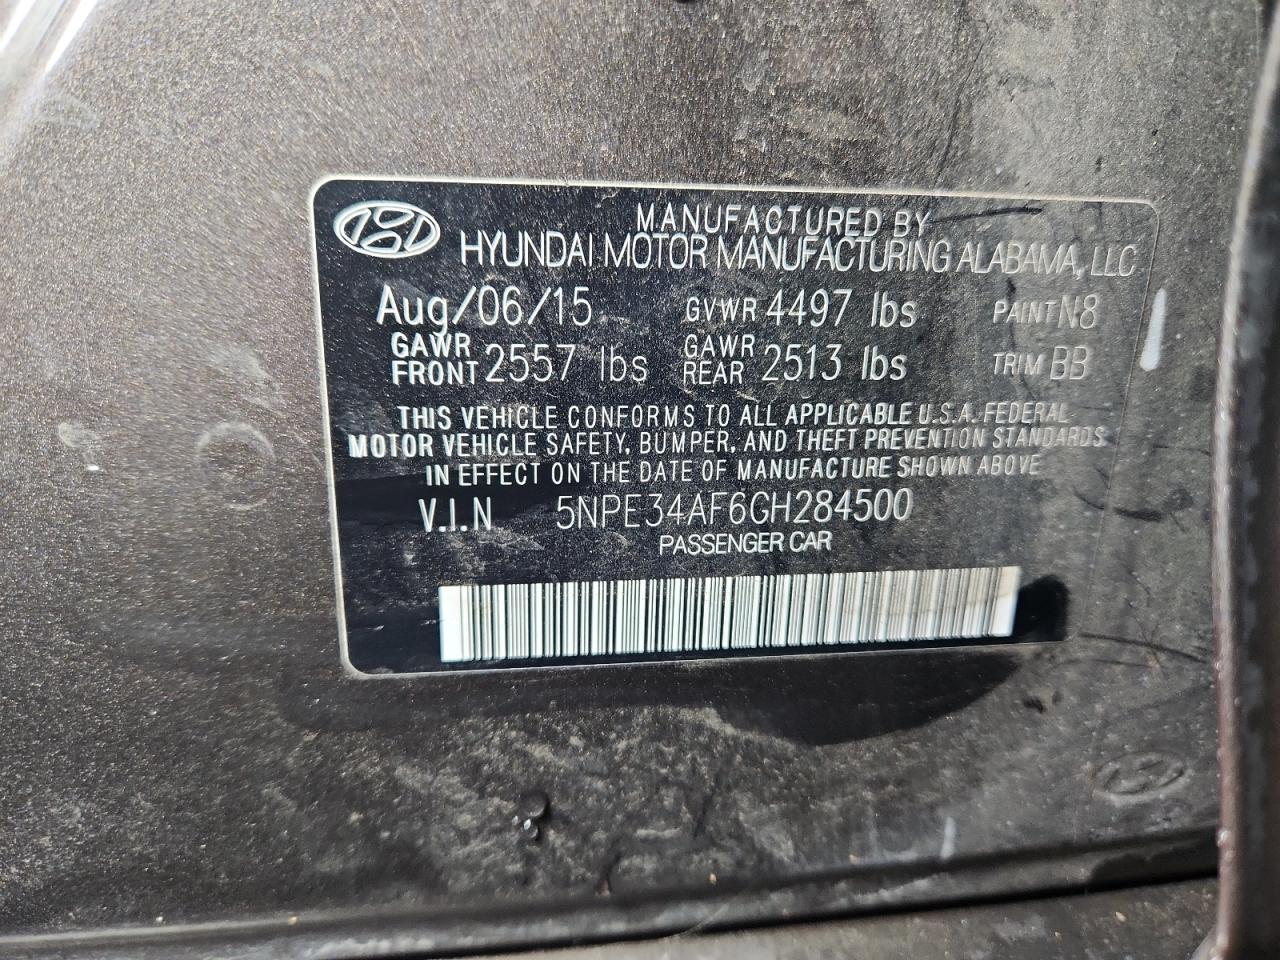 MANUFACTURED BY
HYUNDAI MOTOR MANUFACTURING ALABAMA, LLC
Aug/06/15 GVWR 4497 lbs PAINT N8
GAWR FRONT 2557 lbs GAWR REAR 2513 lbs TRIM BB
THIS VEHICLE CONFORMS TO ALL APPLICABLE U.S.A. FEDERAL
MOTOR VEHICLE SAFETY, BUMPER, AND THEFT PREVENTION STANDARDS
IN EFFECT ON THE DATE OF MANUFACTURE SHOWN ABOVE
V.I.N 5NPE34AF6GH284500
PASSENGER CAR